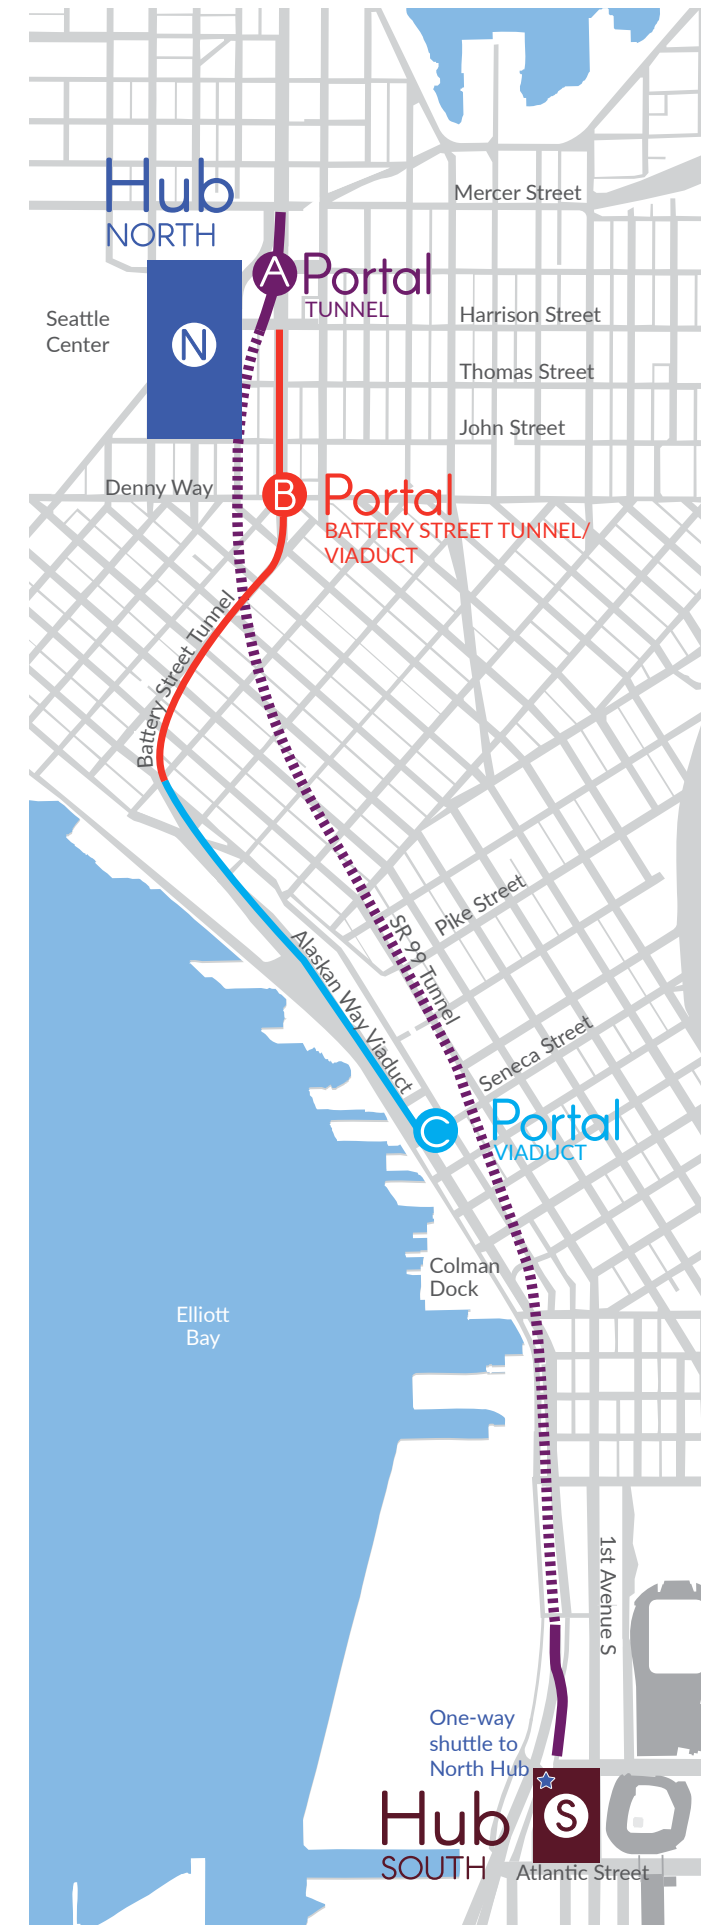 Hub
NORTH
Mercer Street
A
Portal
TUNNEL
Seattle
Center
N
Harrison Street
Thomas Street
John Street
Denny Way
B
Portal
BATTERY STREET TUNNEL/
VIADUCT
Battery Street Tunnel
Pike Street
SR 99 Tunnel
Alaskan Way Viaduct
Seneca Street
C
Portal
VIADUCT
Colman
Dock
Elliott
Bay
1st Avenue S
One-way
shuttle to
North Hub
Hub
SOUTH
S
Atlantic Street